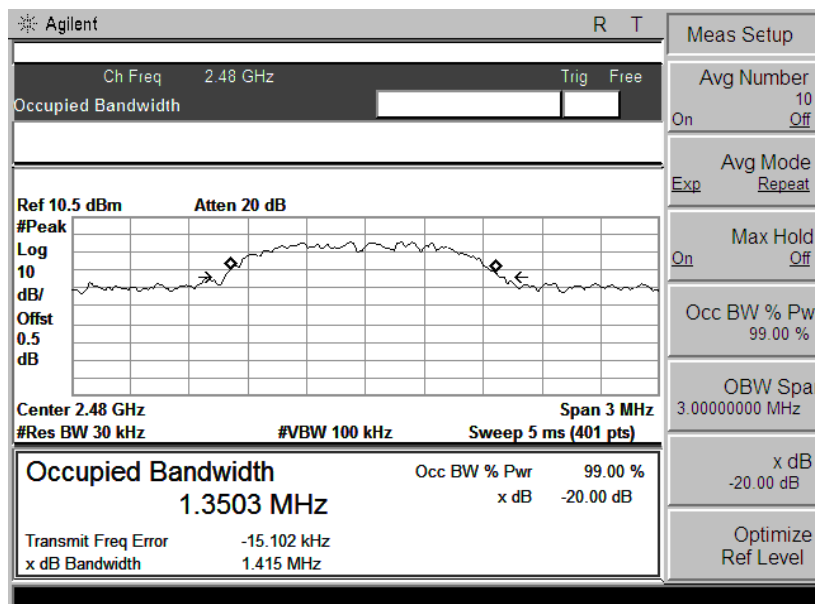 Agilent R T
Ch Freq 2.48 GHz Trig Free
Occupied Bandwidth
Ref 10.5 dBm Atten 20 dB
#Peak
Log
10
dB/
Offst
0.5
dB
Center 2.48 GHz Span 3 MHz
#Res BW 30 kHz #VBW 100 kHz Sweep 5 ms (401 pts)
Occupied Bandwidth
1.3503 MHz
Occ BW % Pwr 99.00 %
x dB -20.00 dB
Transmit Freq Error -15.102 kHz
x dB Bandwidth 1.415 MHz
Meas Setup
Avg Number
10
On Off
Avg Mode
Exp Repeat
Max Hold
On Off
Occ BW % Pw
99.00 %
OBW Spa
3.00000000 MHz
x dB
-20.00 dB
Optimize
Ref Level